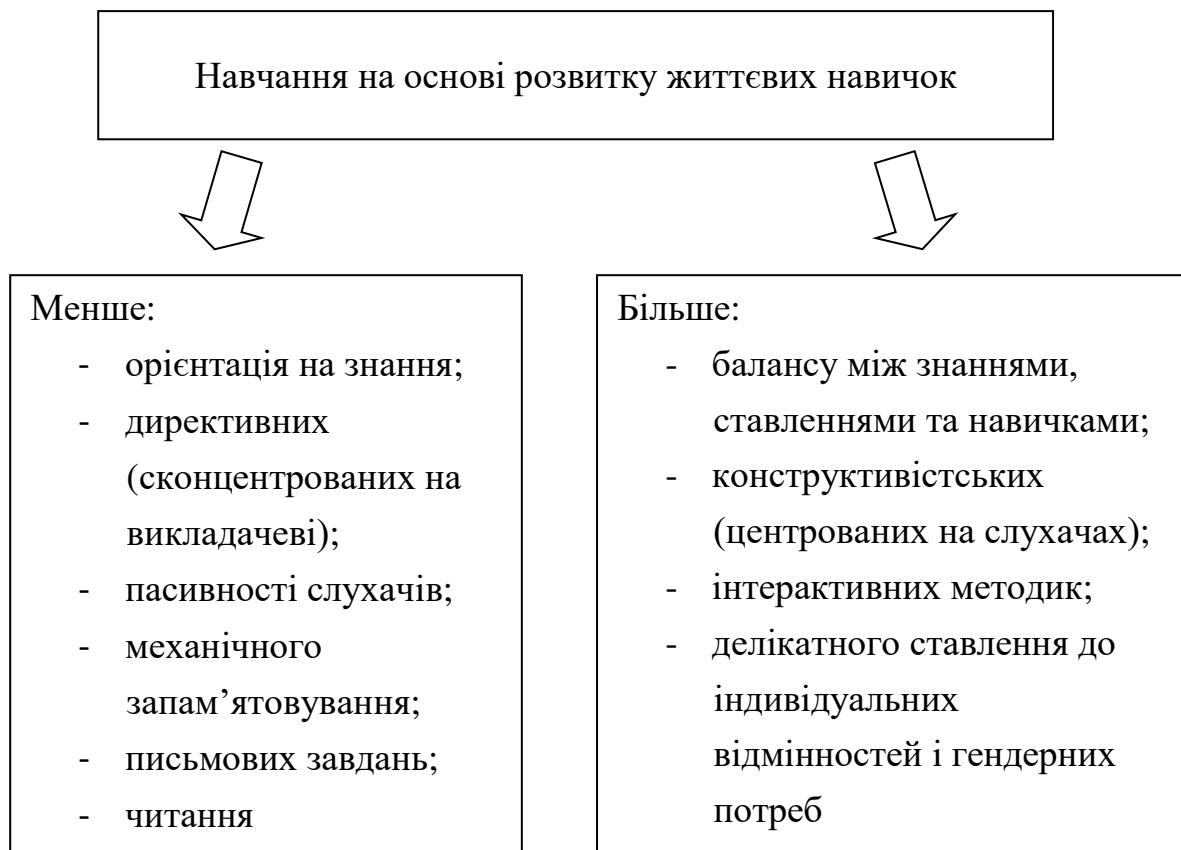 Навчання на основі розвитку життєвих навичок
Менше:
- орієнтація на знання;
- директивних
(сконцентрованих на
викладачеві);
- пасивності слухачів;
- механічного
запам’ятовування;
- письмових завдань;
- читання
Більше:
- балансу між знаннями,
ставленнями та навичками;
- конструктивістських
(центрованих на слухачах);
- інтерактивних методик;
- делікатного ставлення до
індивідуальних
відмінностей і гендерних
потреб